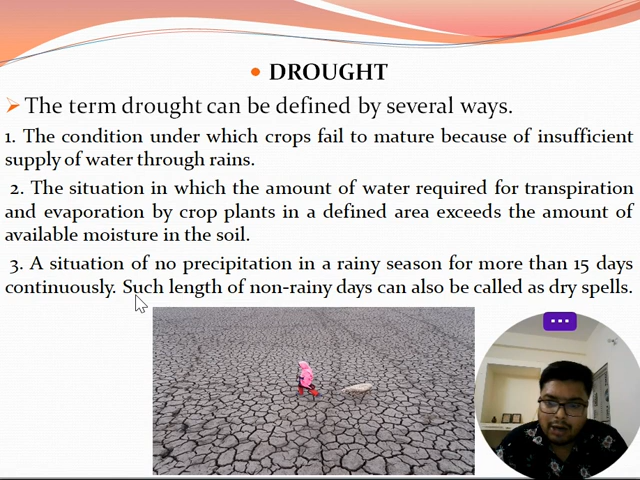 DROUGHT
The term drought can be defined by several ways.
1. The condition under which crops fail to mature because of insufficient
supply of water through rains.
2. The situation in which the amount of water required for transpiration
and evaporation by crop plants in a defined area exceeds the amount of
available moisture in the soil.
3. A situation of no precipitation in a rainy season for more than 15 days
continuously. Such length of non-rainy days can also be called as dry spells.